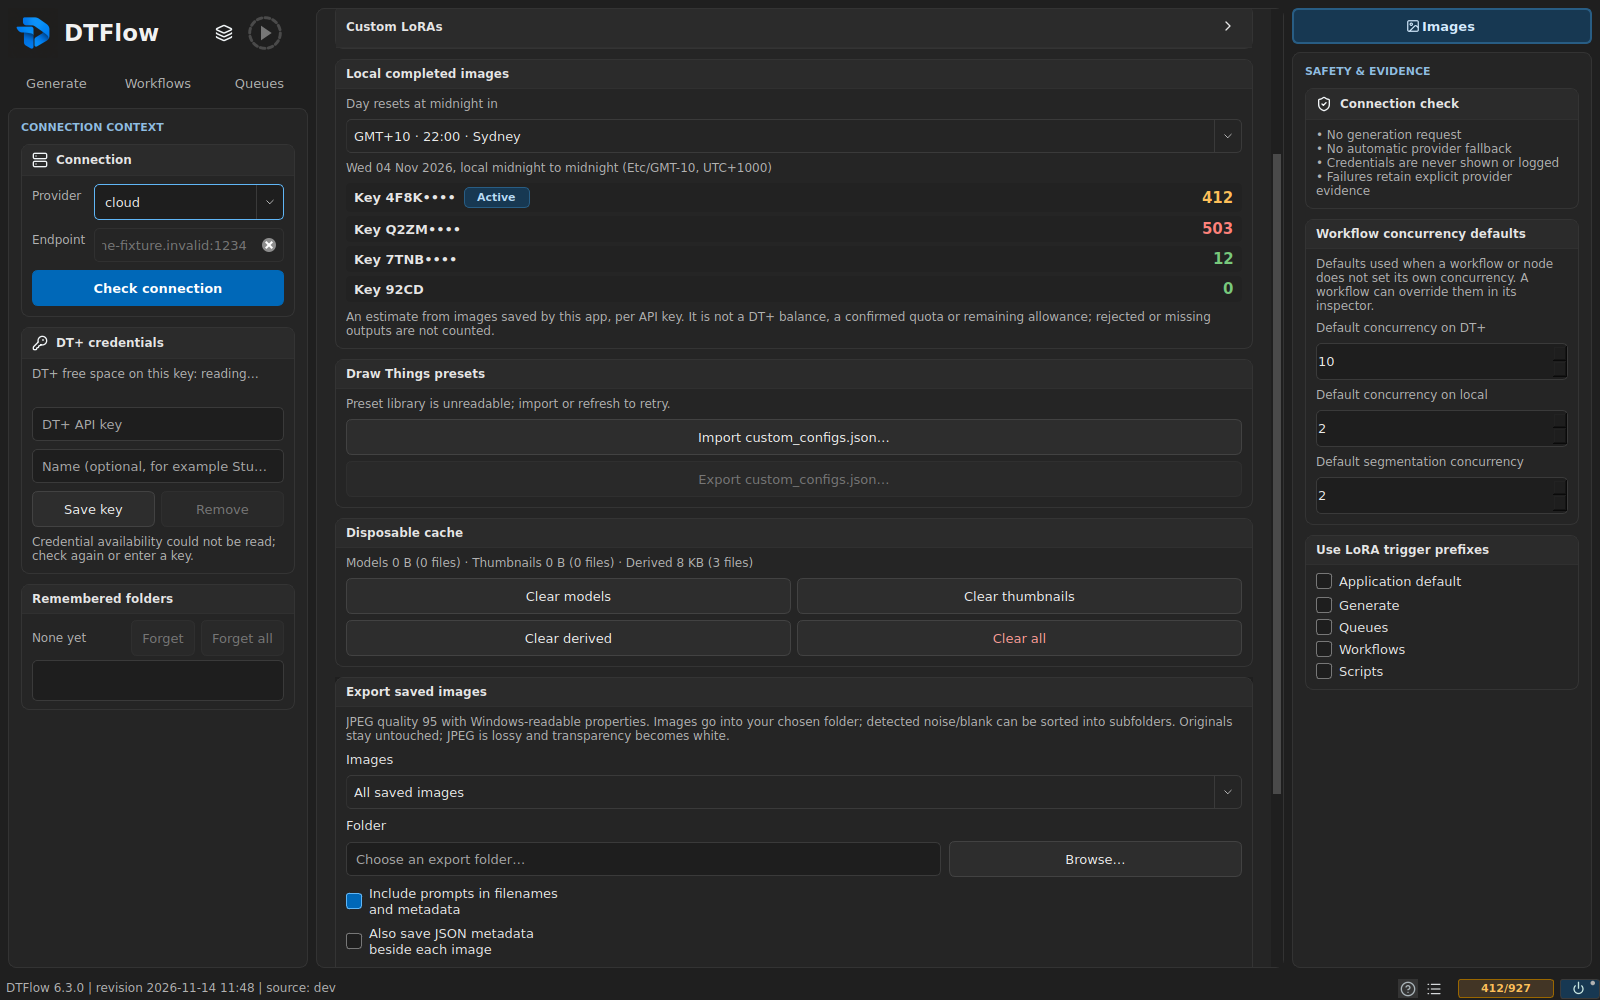 DTFlow
Generate
Workflows
Queues
CONNECTION CONTEXT
Connection
Provider
cloud
Endpoint
ne-fixture.invalid:1234
Check connection
DT+ credentials
DT+ free space on this key: reading...
DT+ API key
Name (optional, for example Stu...
Save key
Remove
Credential availability could not be read;
check again or enter a key.
Remembered folders
None yet
Forget
Forget all
Custom LoRAs
Local completed images
Day resets at midnight in
GMT+10 · 22:00 · Sydney
Wed 04 Nov 2026, local midnight to midnight (Etc/GMT-10, UTC+1000)
Key 4F8K•••• Active 412
Key Q2ZM•••• 503
Key 7TNB•••• 12
Key 92CD 0
An estimate from images saved by this app, per API key. It is not a DT+ balance, a confirmed quota or remaining allowance; rejected or missing
outputs are not counted.
Draw Things presets
Preset library is unreadable; import or refresh to retry.
Import custom_configs.json...
Export custom_configs.json...
Disposable cache
Models 0 B (0 files) · Thumbnails 0 B (0 files) · Derived 8 KB (3 files)
Clear models
Clear thumbnails
Clear derived
Clear all
Export saved images
JPEG quality 95 with Windows-readable properties. Images go into your chosen folder; detected noise/blank can be sorted into subfolders. Originals
stay untouched; JPEG is lossy and transparency becomes white.
Images
All saved images
Folder
Choose an export folder...
Browse...
Include prompts in filenames
and metadata
Also save JSON metadata
beside each image
Images
SAFETY & EVIDENCE
Connection check
• No generation request
• No automatic provider fallback
• Credentials are never shown or logged
• Failures retain explicit provider
evidence
Workflow concurrency defaults
Defaults used when a workflow or node
does not set its own concurrency. A
workflow can override them in its
inspector.
Default concurrency on DT+
10
Default concurrency on local
2
Default segmentation concurrency
2
Use LoRA trigger prefixes
Application default
Generate
Queues
Workflows
Scripts
DTFlow 6.3.0 | revision 2026-11-14 11:48 | source: dev
412/927